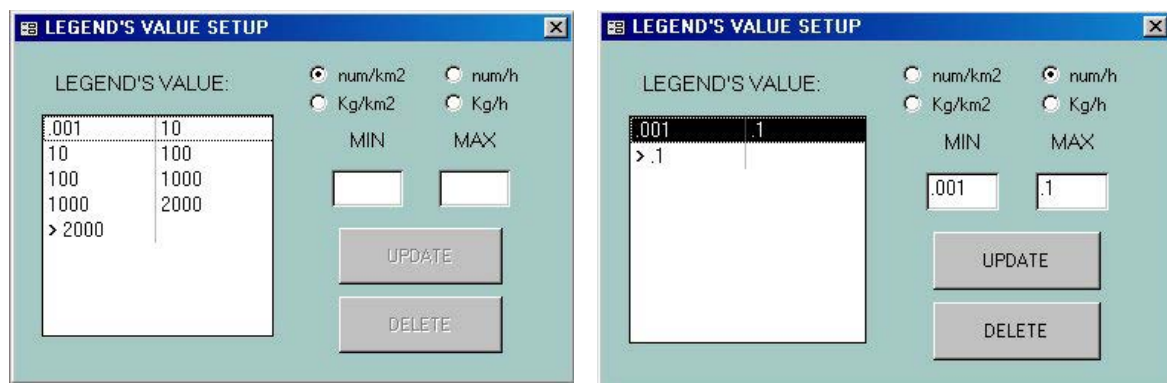 LEGEND'S VALUE SETUP
LEGEND'S VALUE:
num/km2 num/h
Kg/km2 Kg/h
MIN MAX
.001 10
10 100
100 1000
1000 2000
> 2000
UPDATE
DELETE
LEGEND'S VALUE SETUP
LEGEND'S VALUE:
num/km2 num/h
Kg/km2 Kg/h
MIN MAX
.001 .1
> .1
.001 .1
UPDATE
DELETE